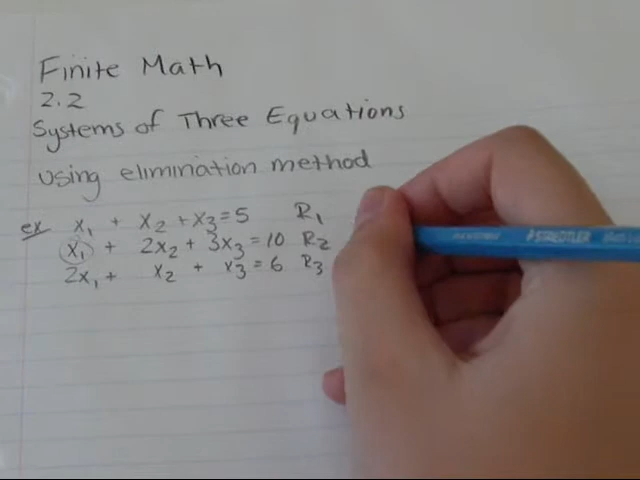 Finite Math
2.2
Systems of Three Equations
using elimination method
ex x₁ + x₂ + x₃ = 5 R₁
x₁ + 2x₂ + 3x₃ = 10 R₂
2x₁ + x₂ + x₃ = 6 R₃
STAEDTLER